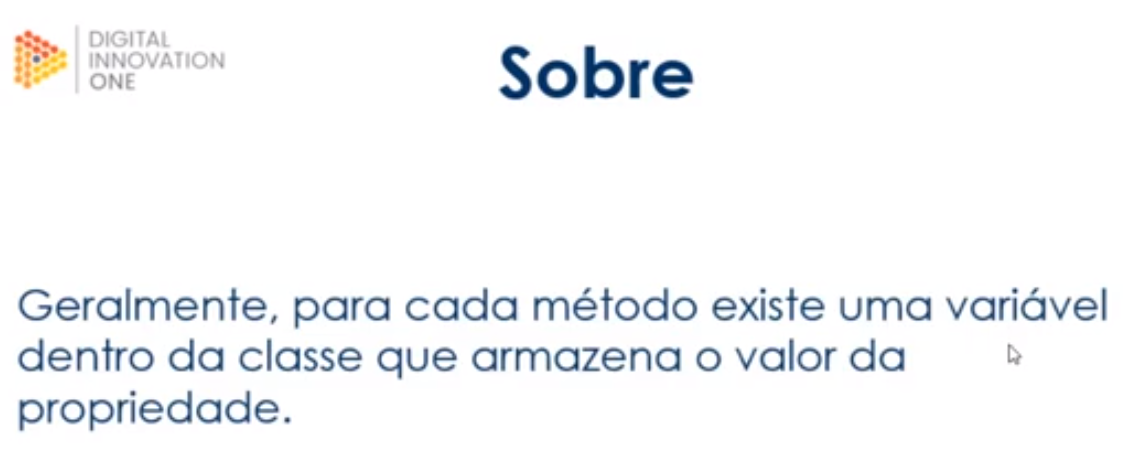 DIGITAL
INNOVATION
ONE
Sobre
Geralmente, para cada método existe uma variável
dentro da classe que armazena o valor da
propriedade.